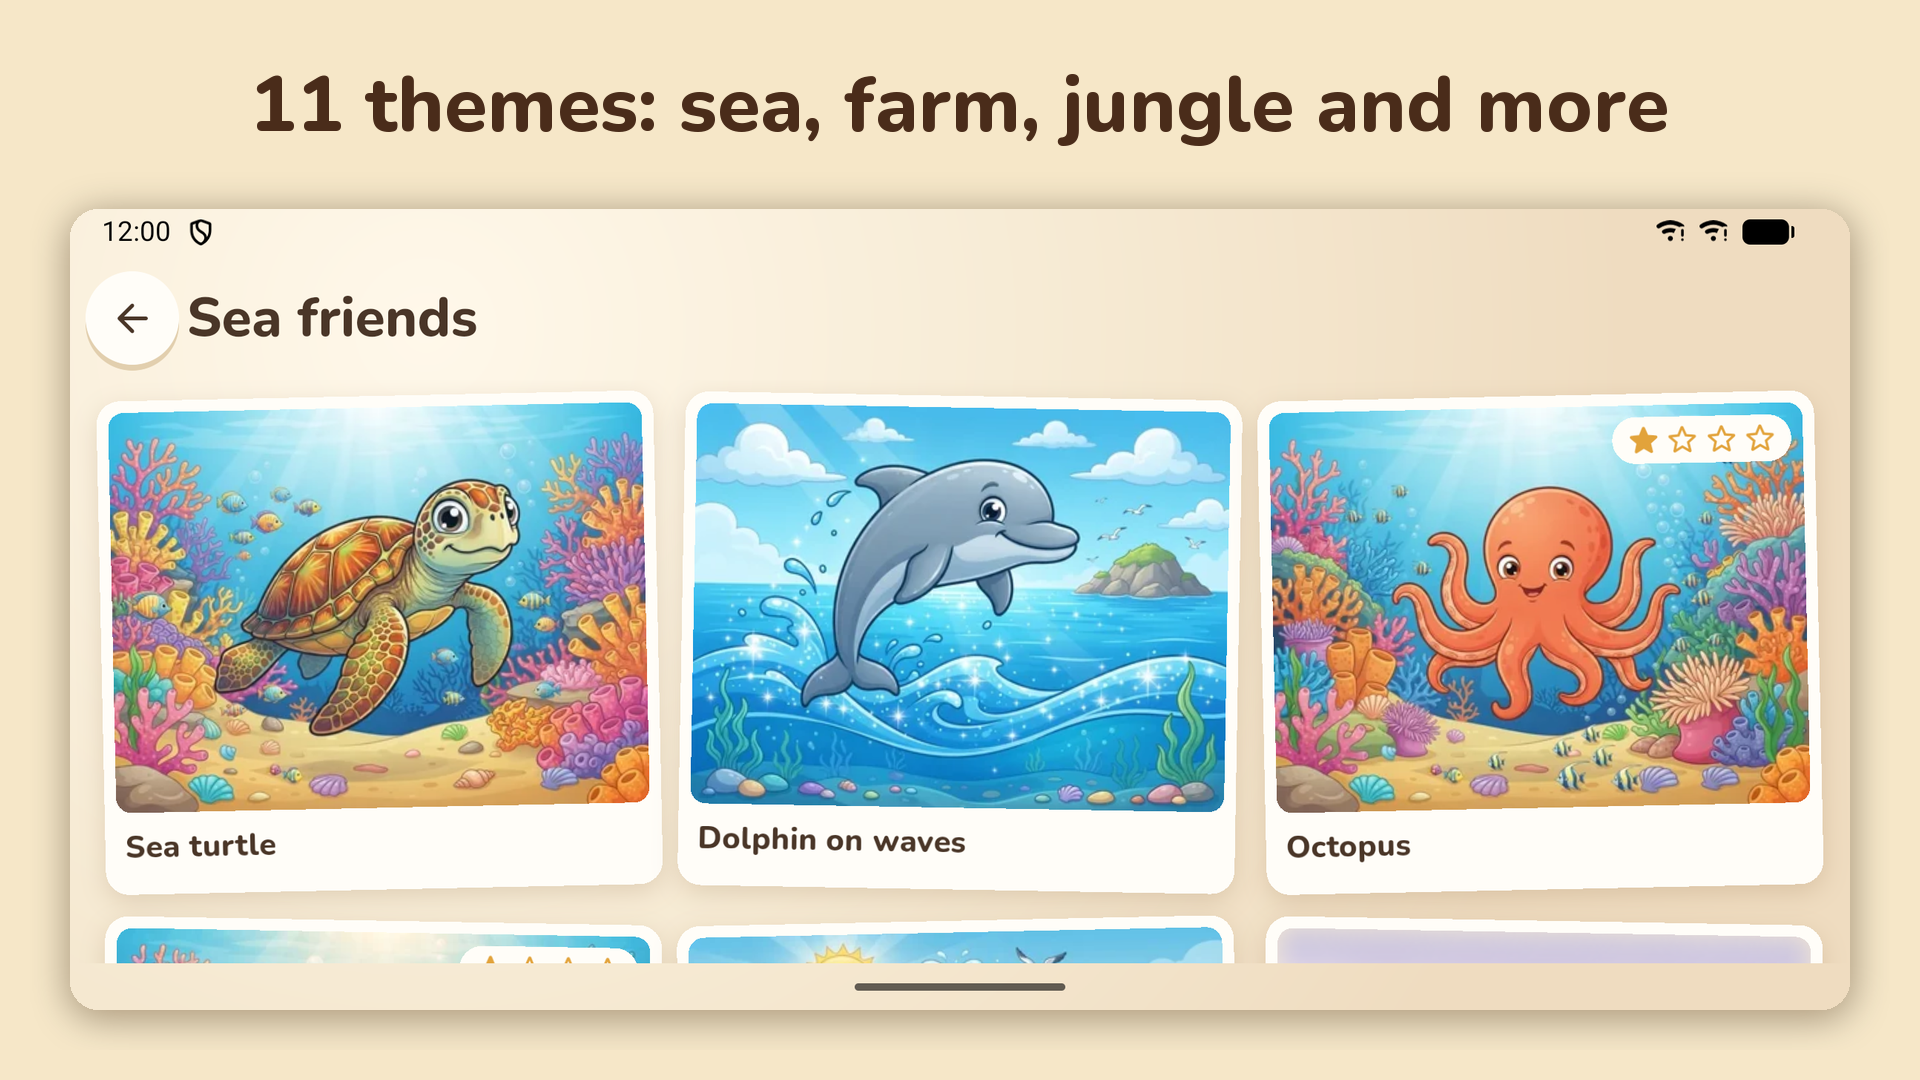 11 themes: sea, farm, jungle and more
12:00
Sea friends
Sea turtle
Dolphin on waves
Octopus